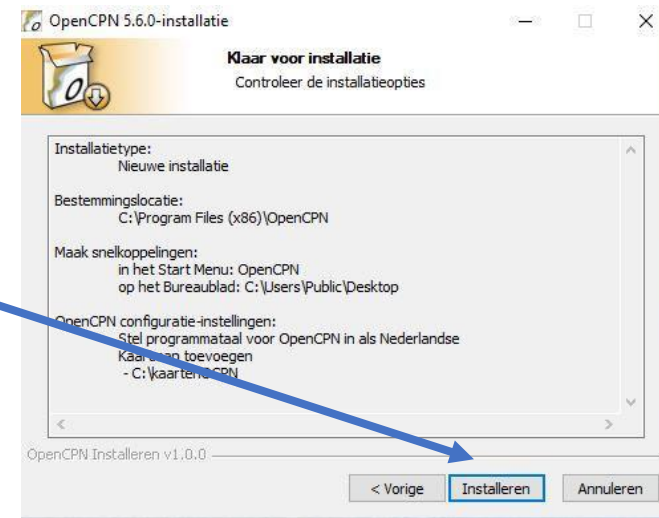 OpenCPN 5.6.0-installatie
Klaar voor installatie
Controleer de installatieopties
Installatietype:
Nieuwe installatie
Bestemmingslocatie:
C:\Program Files (x86)\OpenCPN
Maak snelkoppelingen:
in het Start Menu: OpenCPN
op het Bureaublad: C:\Users\Public\Desktop
OpenCPN configuratie-instellingen:
Stel programmataal voor OpenCPN in als Nederlandse
toevoegen
- C:\kaarten
OpenCPN Installeren v1.0.0
< Vorige
Installeren
Annuleren